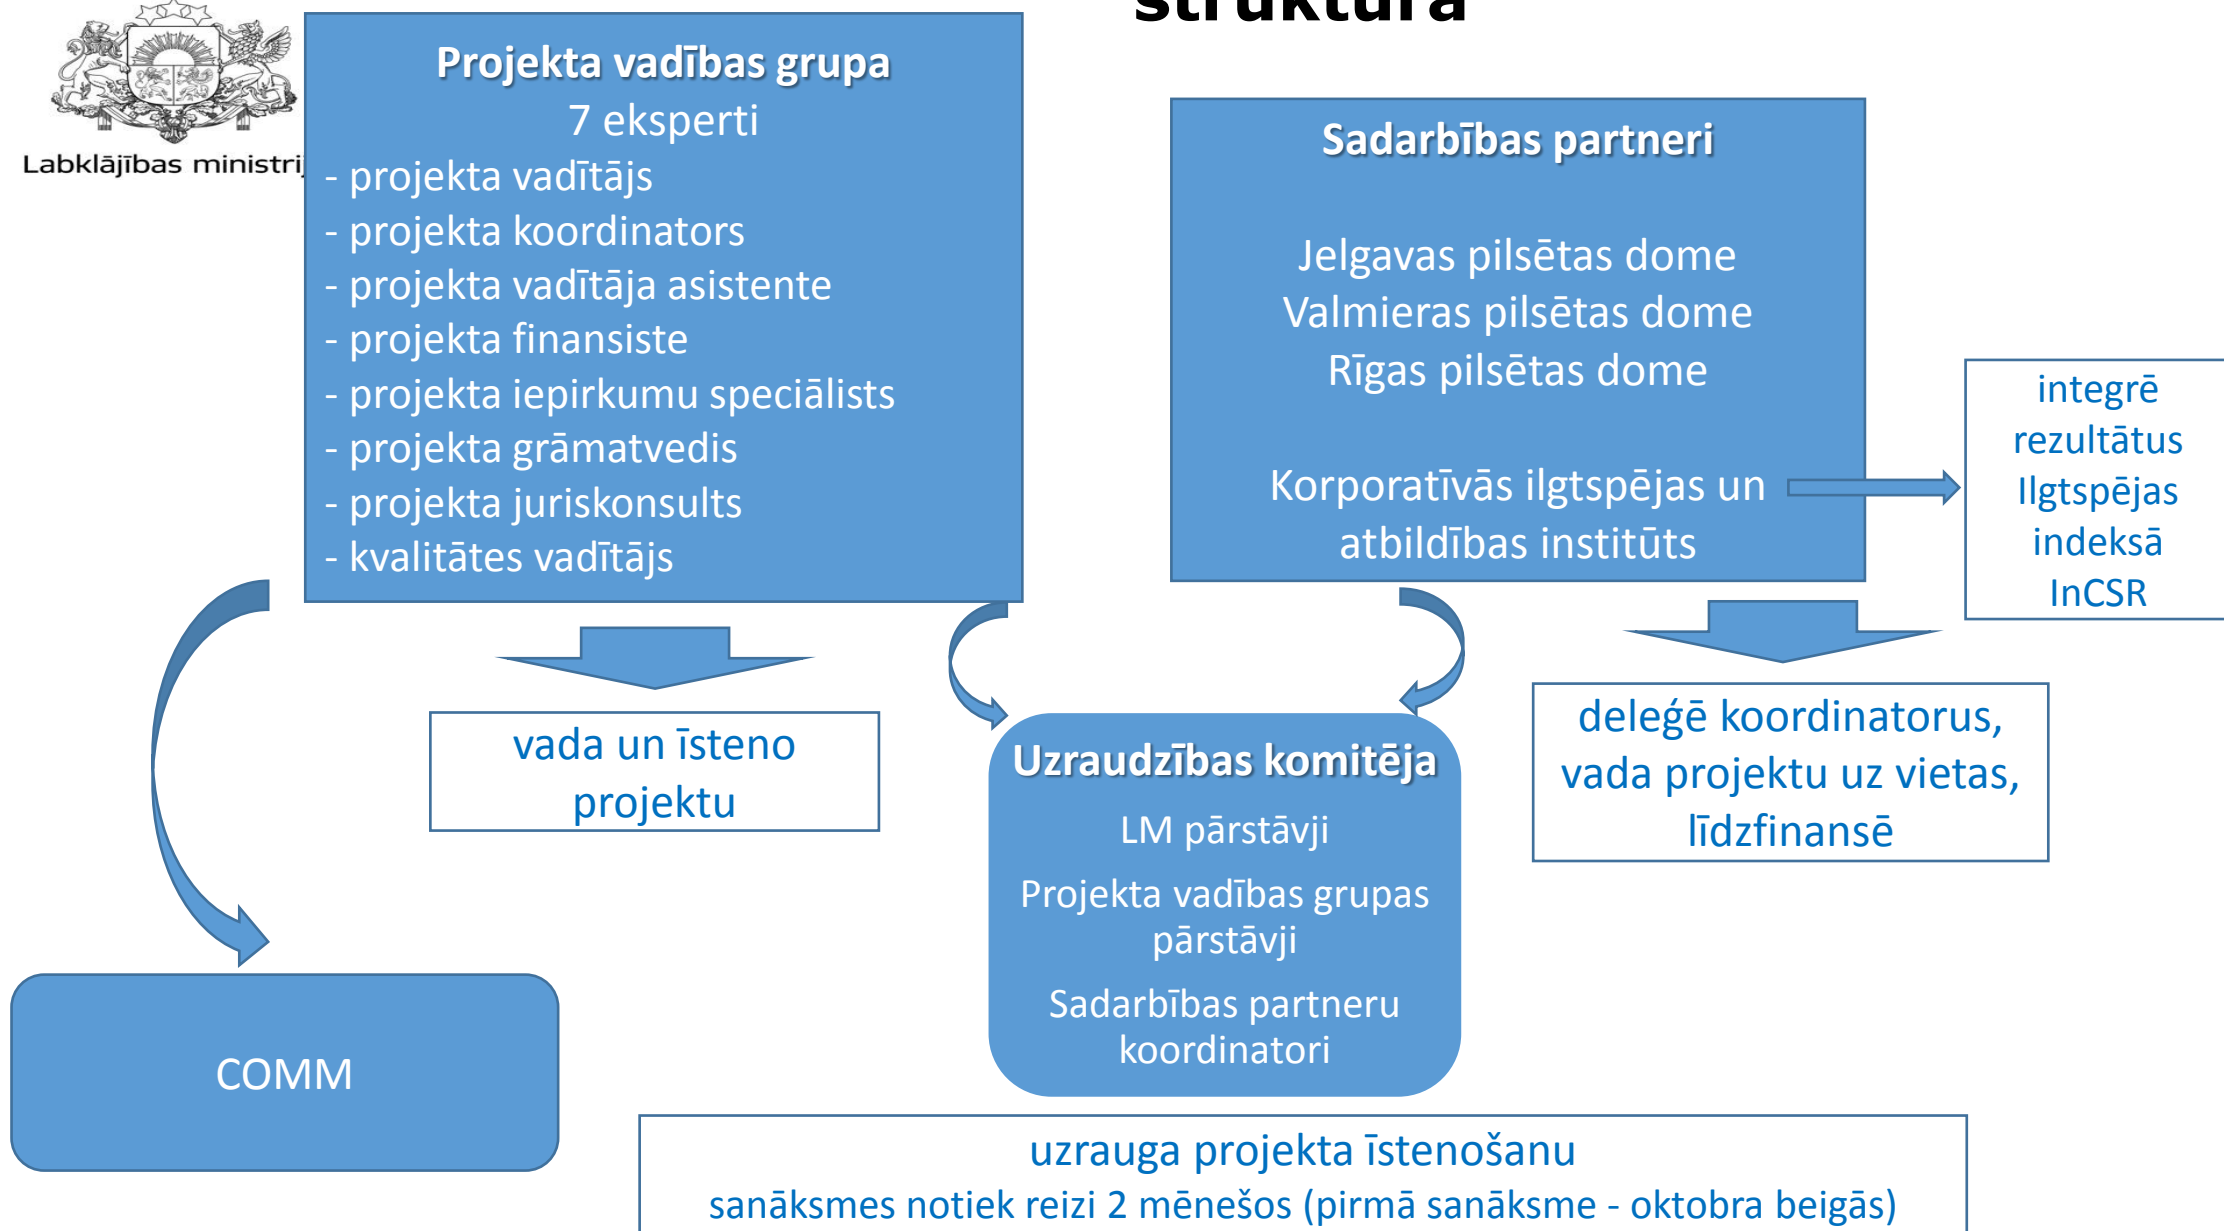 struktūra
Labklājības ministrij
Projekta vadības grupa
7 eksperti
- projekta vadītājs
- projekta koordinators
- projekta vadītāja asistente
- projekta finansiste
- projekta iepirkumu speciālists
- projekta grāmatvedis
- projekta juriskonsults
- kvalitātes vadītājs
Sadarbības partneri
Jelgavas pilsētas dome
Valmieras pilsētas dome
Rīgas pilsētas dome
Korporatīvās ilgtspējas un
atbildības institūts
integrē
rezultātus
Ilgtspējas
indeksā
InCSR
vada un īsteno
projektu
Uzraudzības komitēja
LM pārstāvji
Projekta vadības grupas
pārstāvji
Sadarbības partneru
koordinatori
deleģē koordinatorus,
vada projektu uz vietas,
līdzfinansē
COMM
uzrauga projekta īstenošanu
sanāksmes notiek reizi 2 mēnešos (pirmā sanāksme - oktobra beigās)